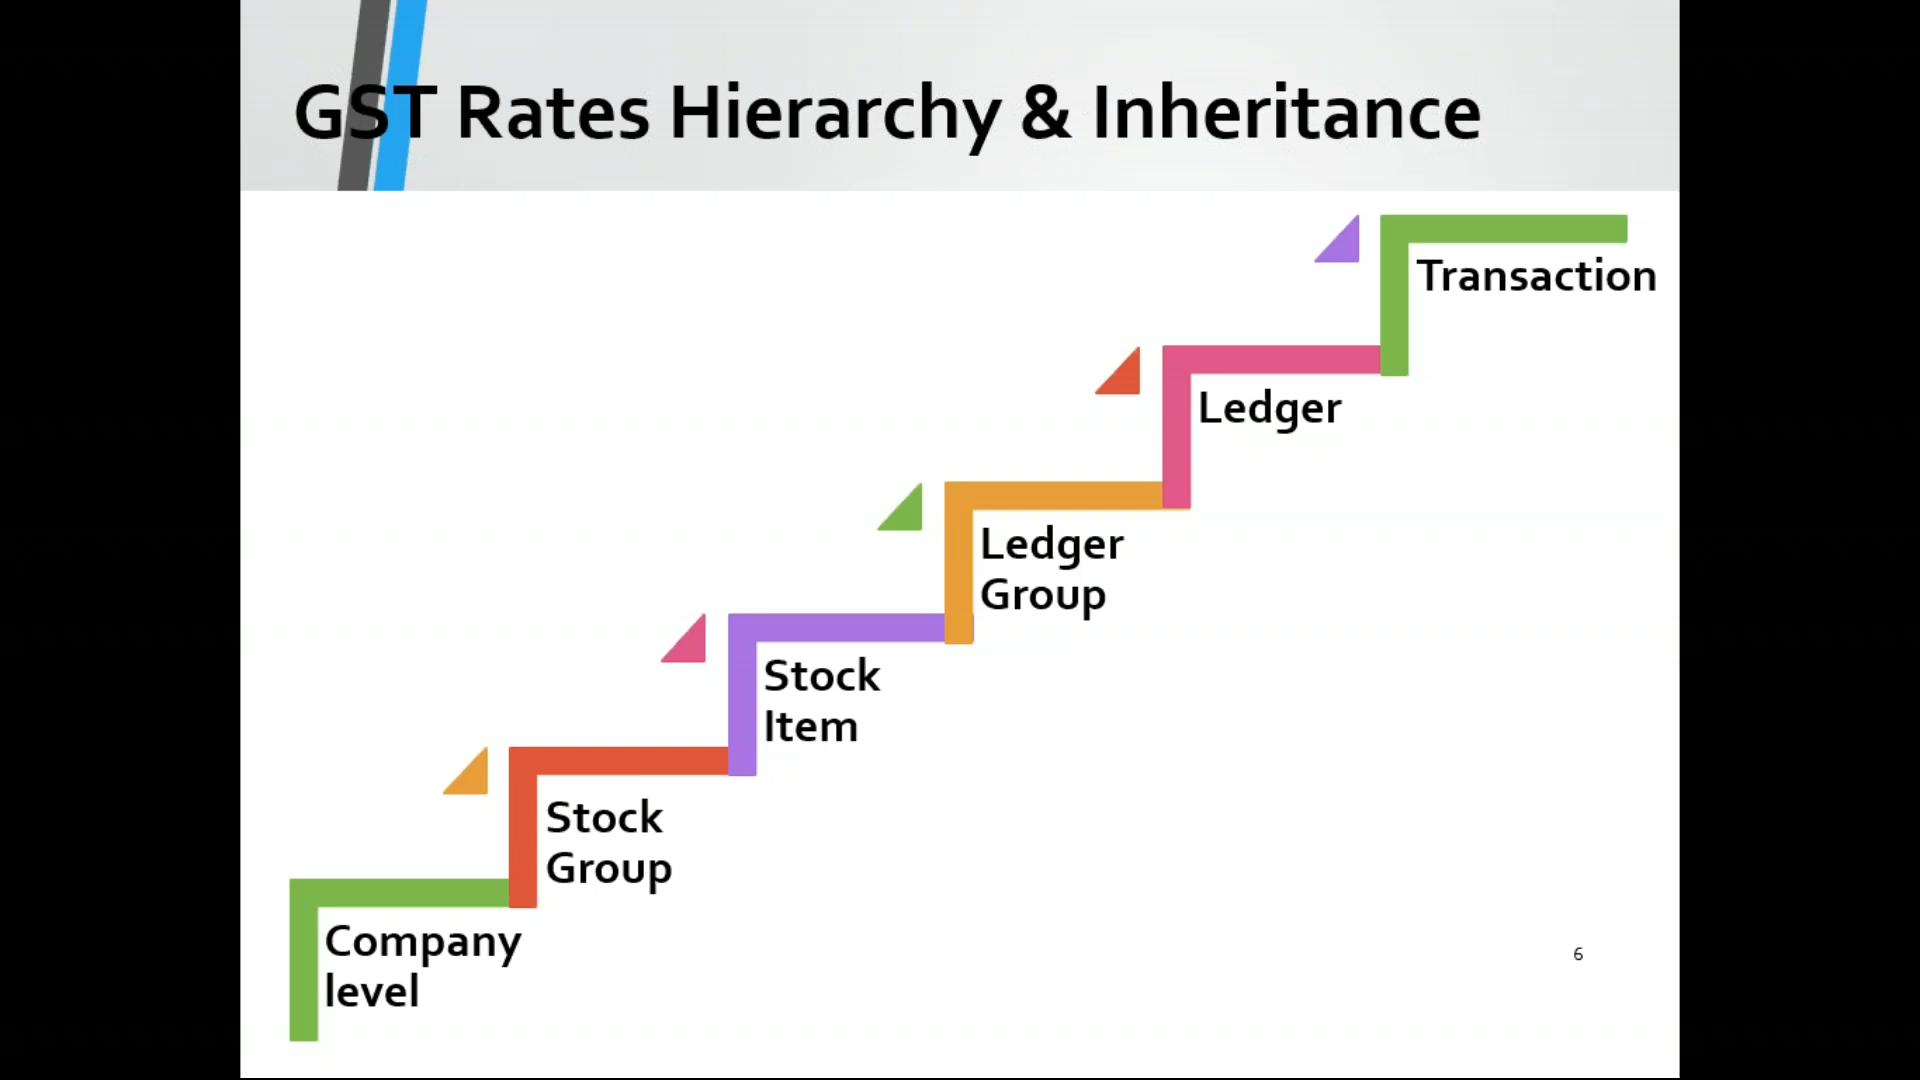 GST Rates Hierarchy & Inheritance
Transaction
Ledger
Ledger
Group
Stock
Item
Stock
Group
Company
level
6